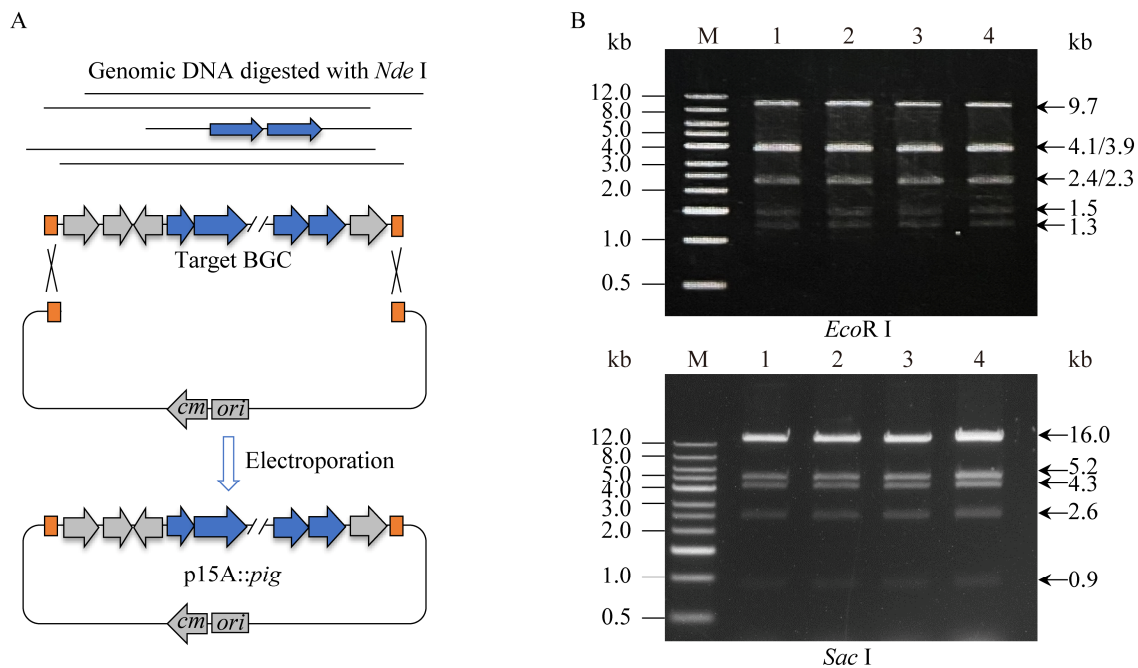 A
Genomic DNA digested with Nde I
Target BGC
cm ori
Electroporation
p15A::pig
cm ori
B
kb M 1 2 3 4 kb
12.0
8.0
5.0
4.0
3.0
2.0
1.0
0.5
9.7
4.1/3.9
2.4/2.3
1.5
1.3
EcoR I
kb M 1 2 3 4 kb
12.0
8.0
5.0
4.0
3.0
2.0
1.0
0.5
16.0
5.2
4.3
2.6
0.9
Sac I